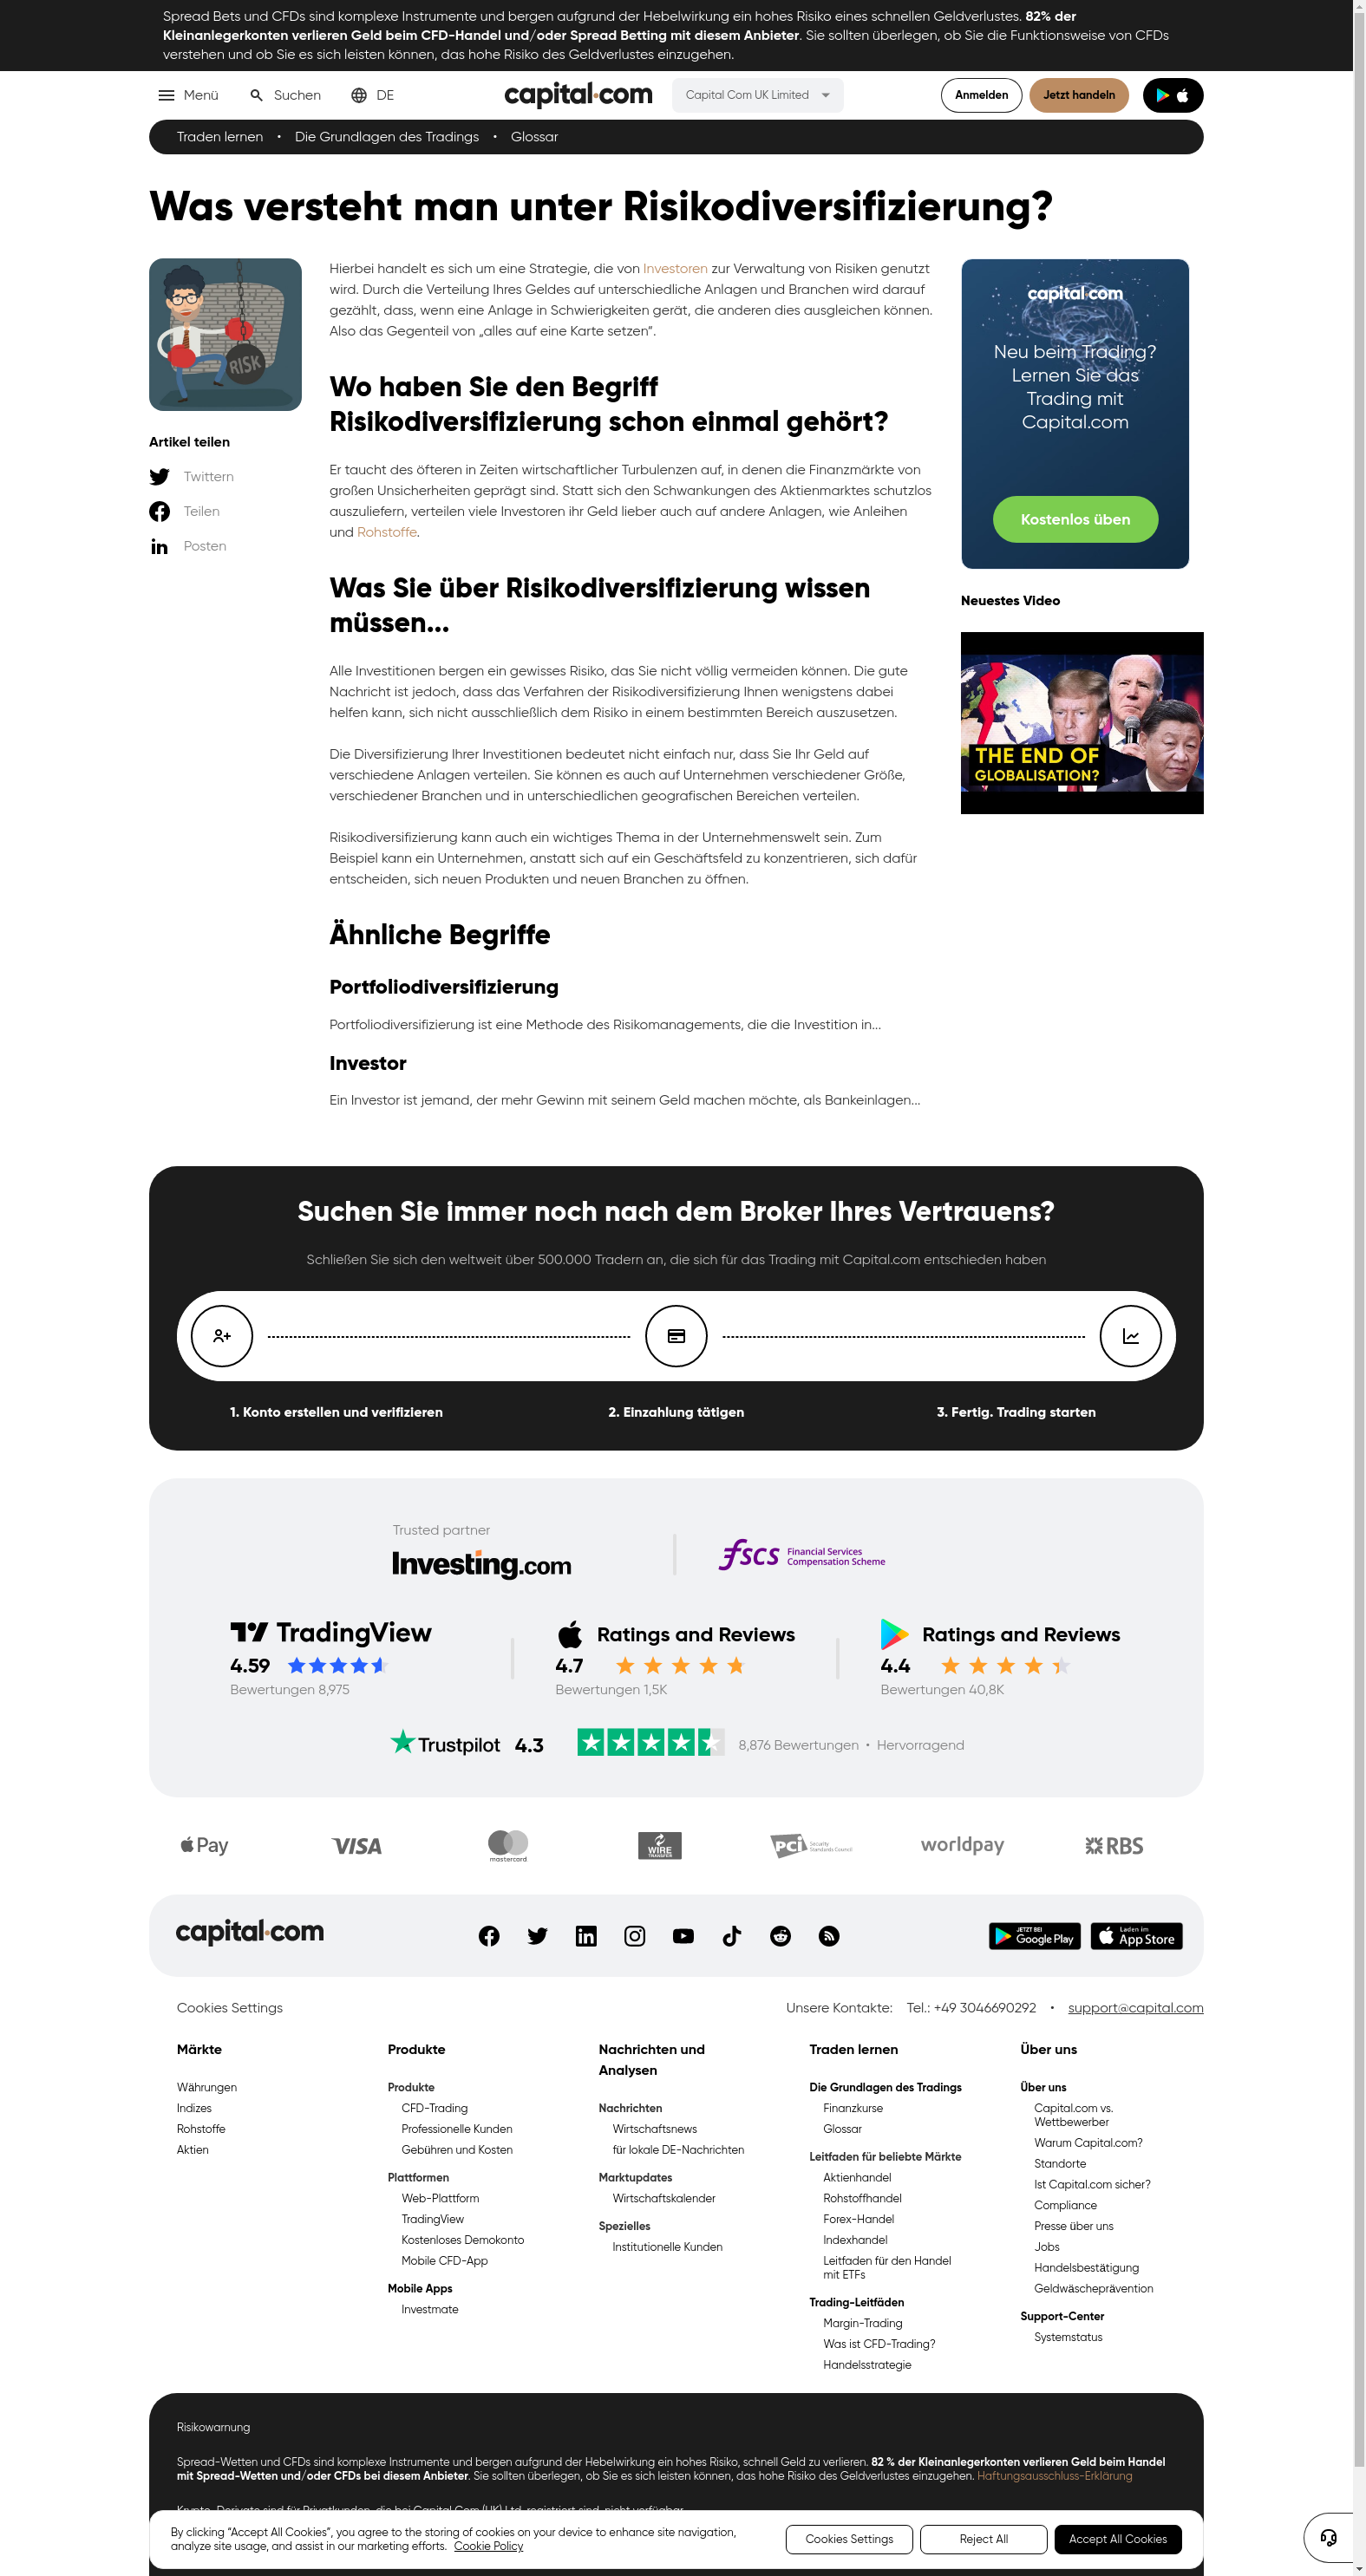 Spread Bets und CFDs sind komplexe Instrumente und bergen aufgrund der Hebelwirkung ein hohes Risiko eines schnellen Geldverlustes. 82% der
Kleinanlegerkonten verlieren Geld beim CFD-Handel und/oder Spread Betting mit diesem Anbieter. Sie sollten überlegen, ob Sie die Funktionsweise von CFDs
verstehen und ob Sie es sich leisten können, das hohe Risiko des Geldverlustes einzugehen.
Menü
Suchen
DE
capital.com
Capital Com UK Limited
Anmelden
Jetzt handeln
Traden lernen • Die Grundlagen des Tradings • Glossar
Was versteht man unter Risikodiversifizierung?
RISK
Artikel teilen
Twittern
Teilen
Posten
Hierbei handelt es sich um eine Strategie, die von Investoren zur Verwaltung von Risiken genutzt
wird. Durch die Verteilung Ihres Geldes auf unterschiedliche Anlagen und Branchen wird darauf
gezählt, dass, wenn eine Anlage in Schwierigkeiten gerät, die anderen dies ausgleichen können.
Also das Gegenteil von „alles auf eine Karte setzen“.
Wo haben Sie den Begriff
Risikodiversifizierung schon einmal gehört?
Er taucht des öfteren in Zeiten wirtschaftlicher Turbulenzen auf, in denen die Finanzmärkte von
großen Unsicherheiten geprägt sind. Statt sich den Schwankungen des Aktienmarktes schutzlos
auszuliefern, verteilen viele Investoren ihr Geld lieber auch auf andere Anlagen, wie Anleihen
und Rohstoffe.
Was Sie über Risikodiversifizierung wissen
müssen...
Alle Investitionen bergen ein gewisses Risiko, das Sie nicht völlig vermeiden können. Die gute
Nachricht ist jedoch, dass das Verfahren der Risikodiversifizierung Ihnen wenigstens dabei
helfen kann, sich nicht ausschließlich dem Risiko in einem bestimmten Bereich auszusetzen.
Die Diversifizierung Ihrer Investitionen bedeutet nicht einfach nur, dass Sie Ihr Geld auf
verschiedene Anlagen verteilen. Sie können es auch auf Unternehmen verschiedener Größe,
verschiedener Branchen und in unterschiedlichen geografischen Bereichen verteilen.
Risikodiversifizierung kann auch ein wichtiges Thema in der Unternehmenswelt sein. Zum
Beispiel kann ein Unternehmen, anstatt sich auf ein Geschäftsfeld zu konzentrieren, sich dafür
entscheiden, sich neuen Produkten und neuen Branchen zu öffnen.
Ähnliche Begriffe
Portfoliodiversifizierung
Portfoliodiversifizierung ist eine Methode des Risikomanagements, die die Investition in...
Investor
Ein Investor ist jemand, der mehr Gewinn mit seinem Geld machen möchte, als Bankeinlagen...
capital.com
Neu beim Trading?
Lernen Sie das
Trading mit
Capital.com
Kostenlos üben
Neuestes Video
THE END OF
GLOBALISATION?
Suchen Sie immer noch nach dem Broker Ihres Vertrauens?
Schließen Sie sich den weltweit über 500.000 Tradern an, die sich für das Trading mit Capital.com entschieden haben
1. Konto erstellen und verifizieren
2. Einzahlung tätigen
3. Fertig. Trading starten
Trusted partner
Investing.com
fscs Financial Services
Compensation Scheme
TradingView
4.59
Bewertungen 8,975
Ratings and Reviews
4.7
Bewertungen 1,5K
Ratings and Reviews
4.4
Bewertungen 40,8K
Trustpilot 4.3
8,876 Bewertungen • Hervorragend
Pay
VISA
mastercard
WIRE
TRANSFER
PCI Security
Standards Council
worldpay
RBS
capital.com
JETZT BEI
Google Play
Laden im
App Store
Cookies Settings
Unsere Kontakte: Tel.: +49 3046690292 • support@capital.com
Märkte
Währungen
Indizes
Rohstoffe
Aktien
Produkte
Produkte
CFD-Trading
Professionelle Kunden
Gebühren und Kosten
Plattformen
Web-Plattform
TradingView
Kostenloses Demokonto
Mobile CFD-App
Mobile Apps
Investmate
Nachrichten und
Analysen
Nachrichten
Wirtschaftsnews
für lokale DE-Nachrichten
Marktupdates
Wirtschaftskalender
Spezielles
Institutionelle Kunden
Traden lernen
Die Grundlagen des Tradings
Finanzkurse
Glossar
Leitfaden für beliebte Märkte
Aktienhandel
Rohstoffhandel
Forex-Handel
Indexhandel
Leitfaden für den Handel
mit ETFs
Trading-Leitfäden
Margin-Trading
Was ist CFD-Trading?
Handelsstrategie
Über uns
Über uns
Capital.com vs.
Wettbewerber
Warum Capital.com?
Standorte
Ist Capital.com sicher?
Compliance
Presse über uns
Jobs
Handelsbestätigung
Geldwäscheprävention
Support-Center
Systemstatus
Risikowarnung
Spread-Wetten und CFDs sind komplexe Instrumente und bergen aufgrund der Hebelwirkung ein hohes Risiko, schnell Geld zu verlieren. 82 % der Kleinanlegerkonten verlieren Geld beim Handel
mit Spread-Wetten und/oder CFDs bei diesem Anbieter. Sie sollten überlegen, ob Sie es sich leisten können, das hohe Risiko des Geldverlustes einzugehen. Haftungsausschluss-Erklärung
By clicking “Accept All Cookies”, you agree to the storing of cookies on your device to enhance site navigation,
analyze site usage, and assist in our marketing efforts. Cookie Policy
Cookies Settings
Reject All
Accept All Cookies